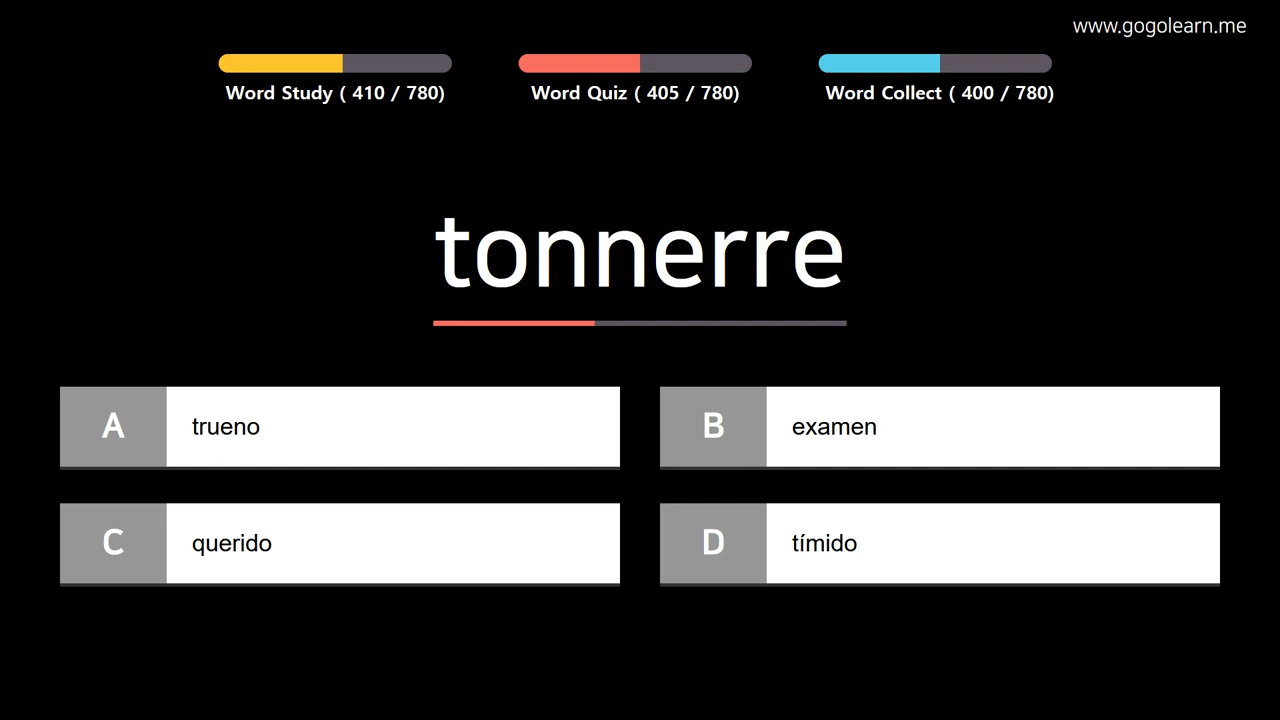 www.gogolearn.me
Word Study ( 410 / 780)
Word Quiz ( 405 / 780)
Word Collect ( 400 / 780)
tonnerre
A trueno
B examen
C querido
D tímido